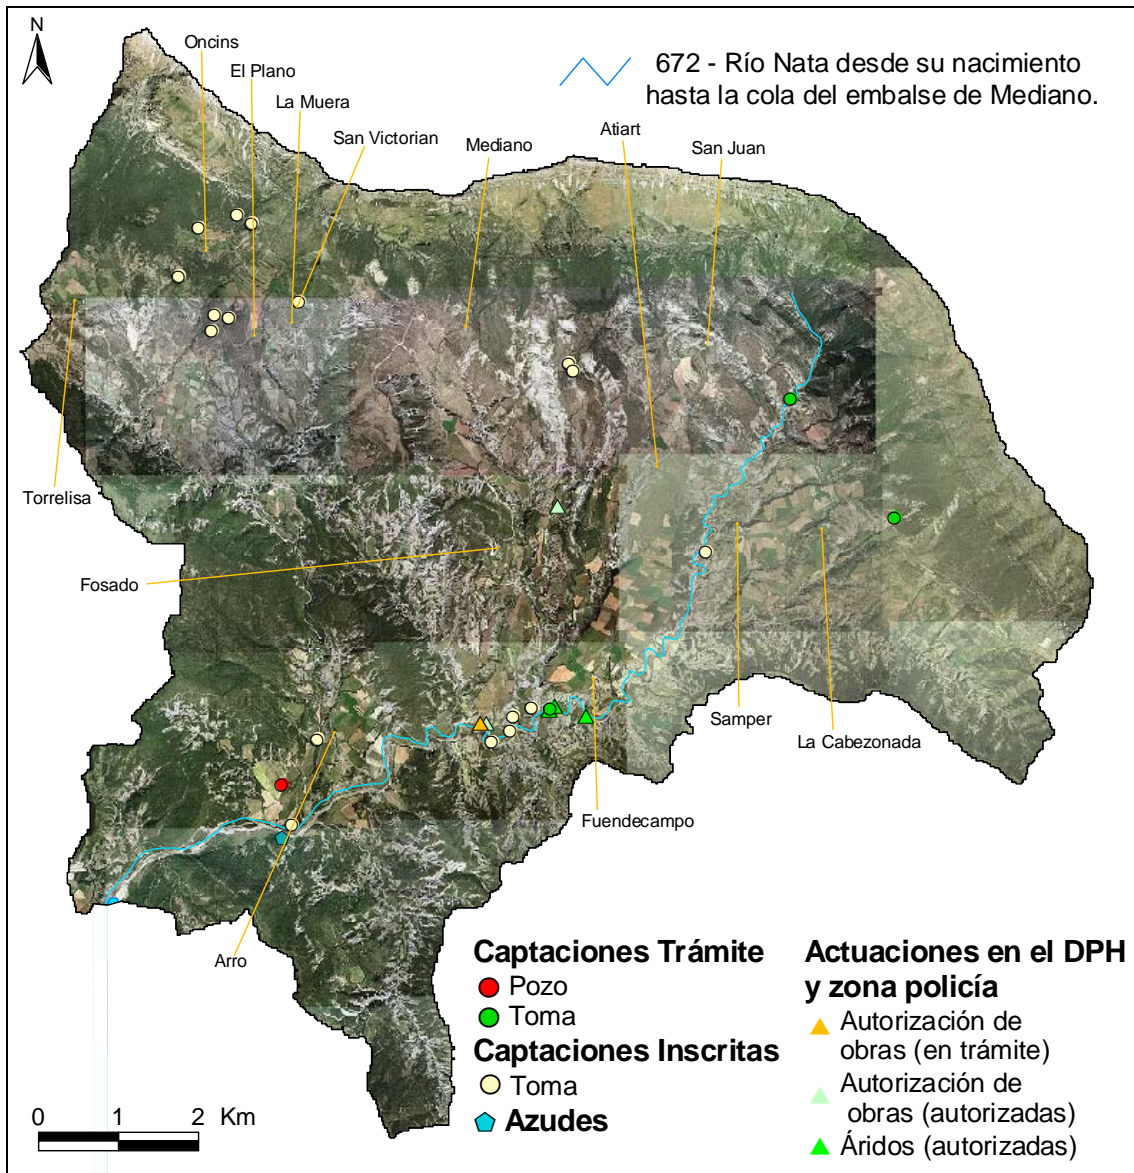 N
672 - Río Nata desde su nacimiento
hasta la cola del embalse de Mediano.
Oncins
El Plano
La Muera
San Victorian
Mediano
Atiart
San Juan
Torrelisa
Fosado
Samper
La Cabezonada
Fuendecampo
Arro
Captaciones Trámite
Pozo
Toma
Captaciones Inscritas
Toma
Azudes
Actuaciones en el DPH
y zona policía
Autorización de
obras (en trámite)
Autorización de
obras (autorizadas)
Áridos (autorizadas)
0 1 2 Km